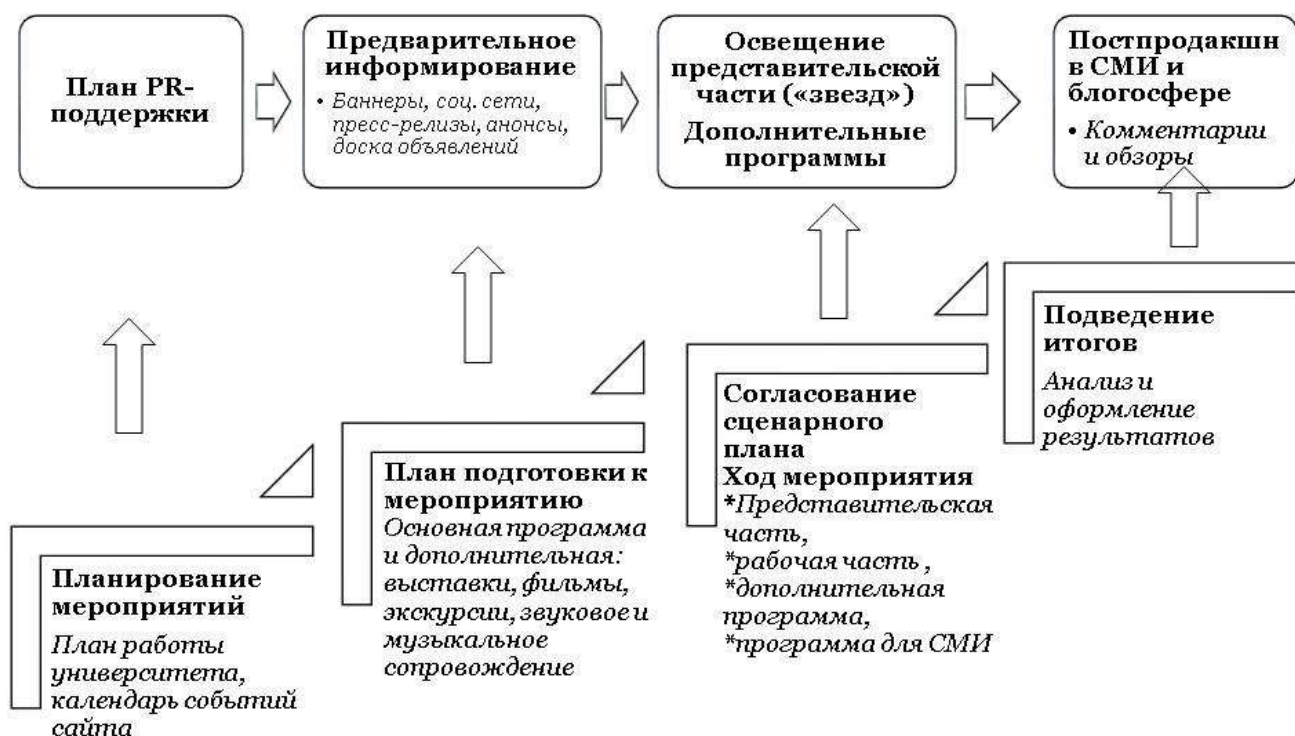 План PR-
поддержки
Предварительное
информирование
• Баннеры, соц. сети,
пресс-релизы, анонсы,
доска объявлений
Освещение
представительской
части («звезд»)
Дополнительные
программы
Постпродакшн
в СМИ и
блогосфере
• Комментарии
и обзоры
Планирование
мероприятий
План работы
университета,
календарь событий
сайта
План подготовки к
мероприятию
Основная программа
и дополнительная:
выставки, фильмы,
экскурсии, звуковое и
музыкальное
сопровождение
Согласование
сценарного
плана
Ход мероприятия
*Представительская
часть,
*рабочая часть ,
*дополнительная
программа,
*программа для СМИ
Подведение
итогов
Анализ и
оформление
результатов